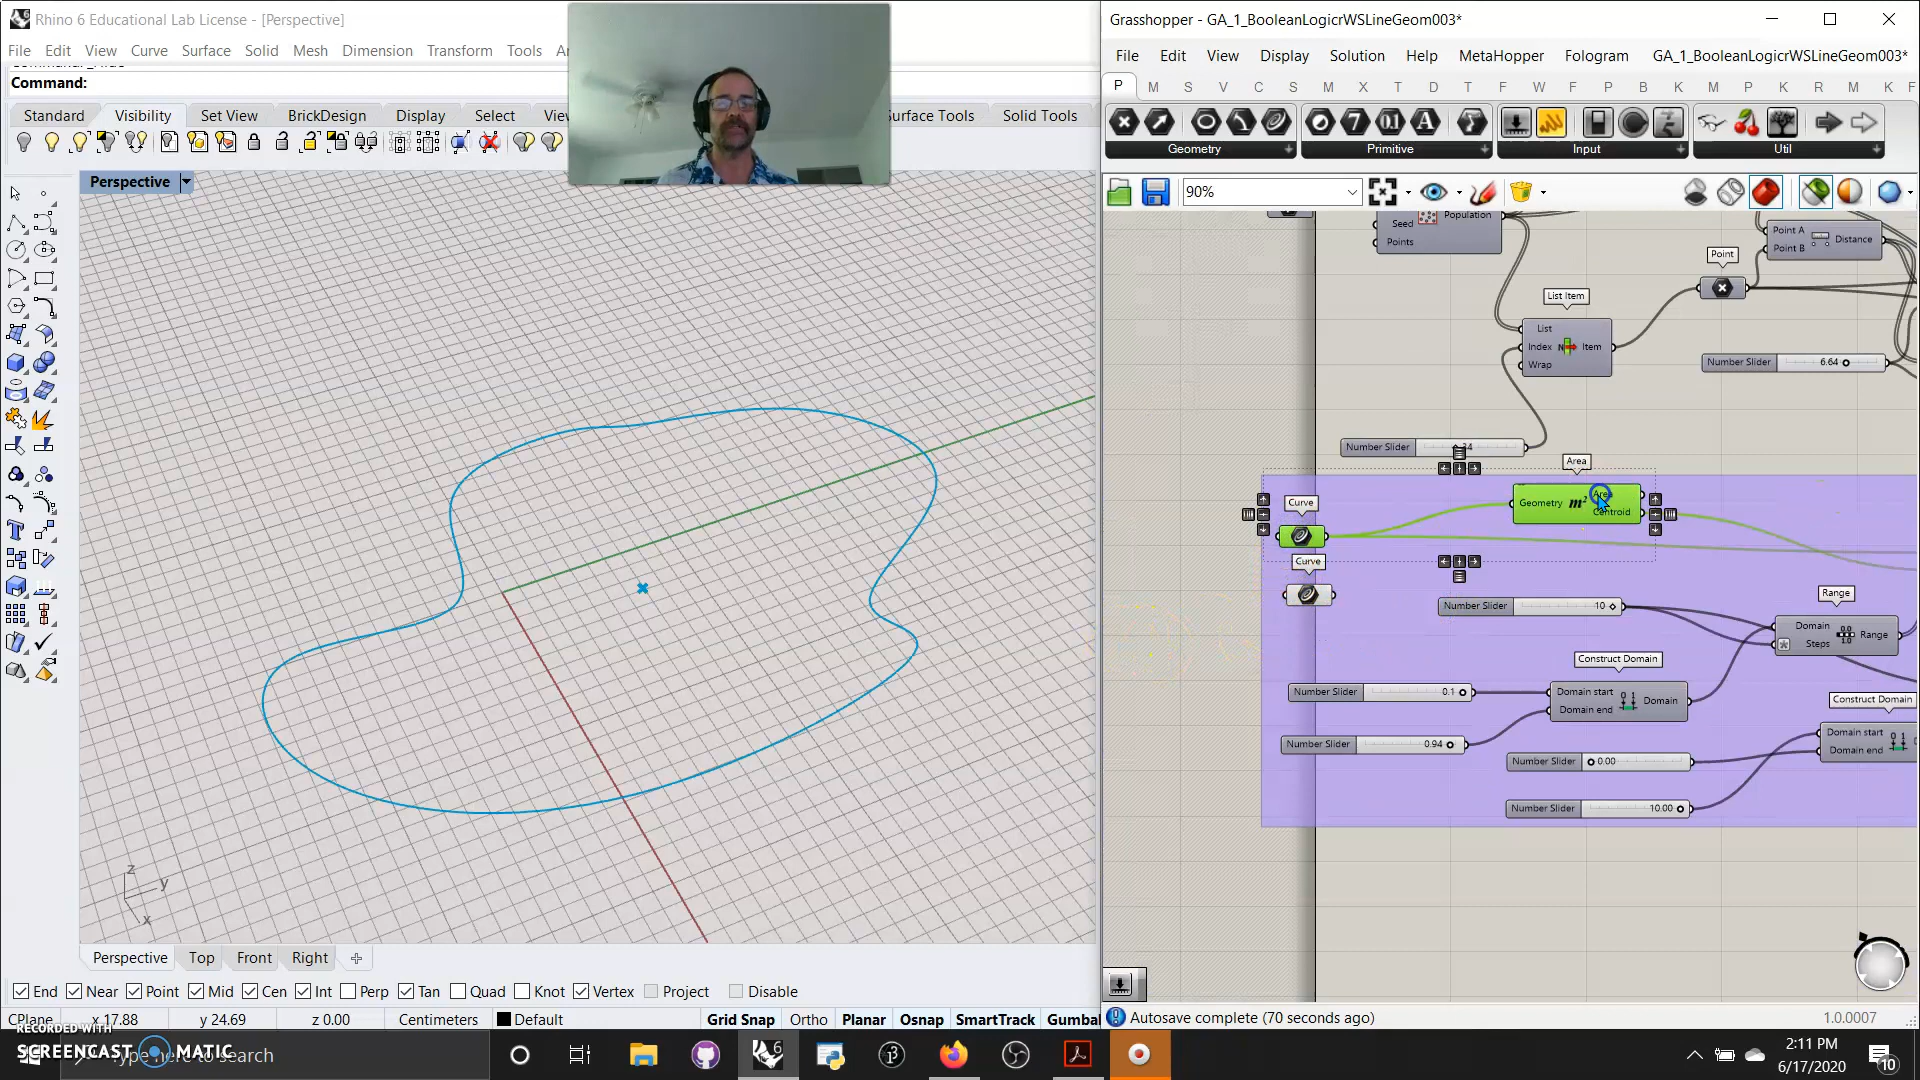 Rhino 6 Educational Lab License - [Perspective]
File Edit View Curve Surface Solid Mesh Dimension Transform Tools
Command:
Standard Visibility Set View BrickDesign Display Select Surface Tools Solid Tools
Perspective
z
y
x
Perspective Top Front Right
End Near Point Mid Cen Int Perp Tan Quad Knot Vertex Project Disable
CPlane x 17.88 y 24.69 z 0.00 Centimeters Default Grid Snap Ortho Planar Osnap SmartTrack Gumbal
Grasshopper - GA_1_BooleanLogicrWSLineGeom003*
File Edit View Display Solution Help MetaHopper Fologram GA_1_BooleanLogicrWSLineGeom003*
P M S V C S M X T D T F W F P B K M P K R M K F
Geometry Primitive Input Util
90%
Population
Seed
Points
Point A
Point B
Distance
Point
List Item
List
Index
Wrap
Item
Number Slider 6.64
Number Slider
Area
Geometry m²
Centroid
Curve
Curve
Number Slider 10
Range
Domain
Steps
Range
Construct Domain
Number Slider 0.1
Domain start
Domain end
Domain
Construct Domain
Number Slider 0.94
Domain start
Domain end
Number Slider 0.00
Number Slider 10.00
Autosave complete (70 seconds ago)
1.0.0007
RECORDED WITH
SCREENCAST MATIC
Type here to search
2:11 PM
6/17/2020
10